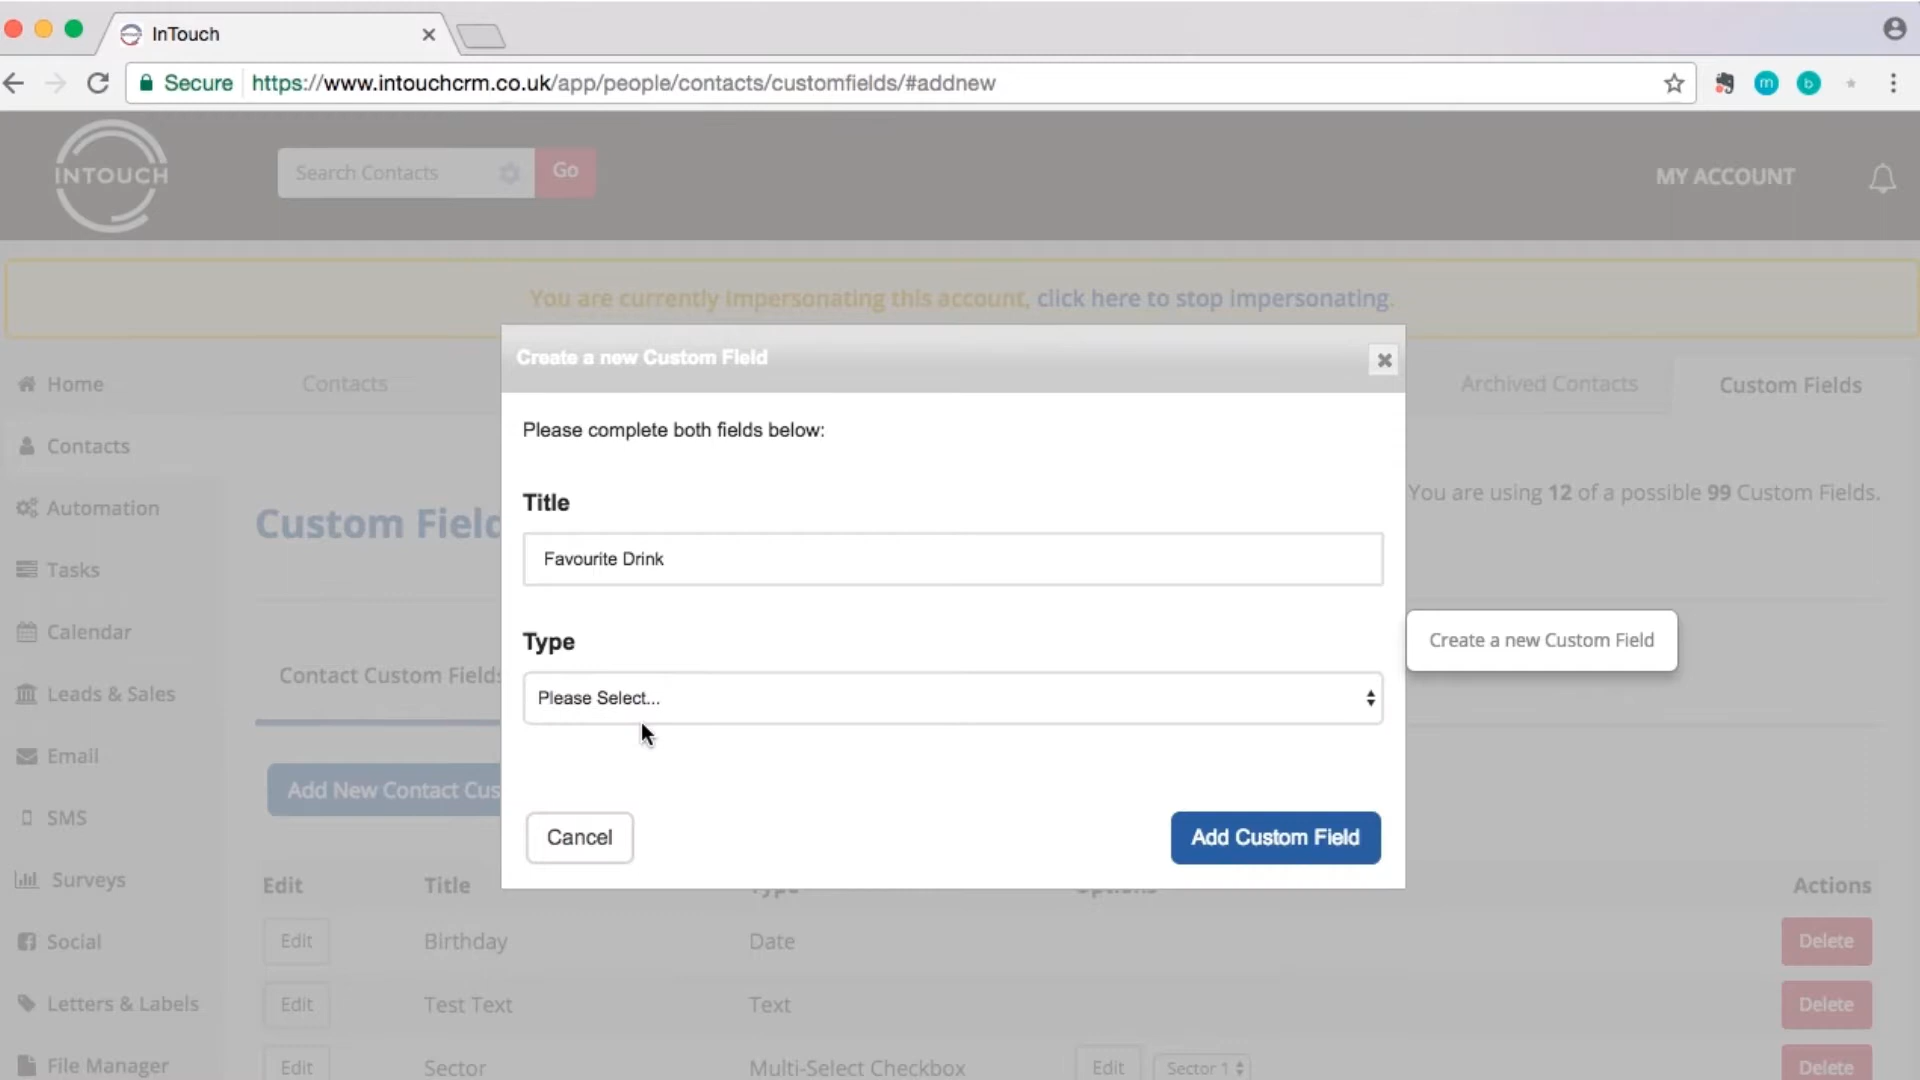 InTouch
Secure https://www.intouchcrm.co.uk/app/people/contacts/customfields/#addnew
m
b
INTOUCH
Search Contacts
Go
MY ACCOUNT
You are currently impersonating this account, click here to stop impersonating.
Create a new Custom Field
Home
Contacts
Archived Contacts
Custom Fields
Please complete both fields below:
Contacts
You are using 12 of a possible 99 Custom Fields.
Title
Automation
Custom Field
Favourite Drink
Tasks
Calendar
Type
Create a new Custom Field
Contact Custom Fields
Leads & Sales
Please Select...
Email
Add New Contact Cus
SMS
Cancel
Add Custom Field
Surveys
Edit
Title
Type
Options
Actions
Social
Edit
Birthday
Date
Delete
Letters & Labels
Edit
Test Text
Text
Delete
File Manager
Edit
Sector
Multi-Select Checkbox
Edit
Sector 1
Delete